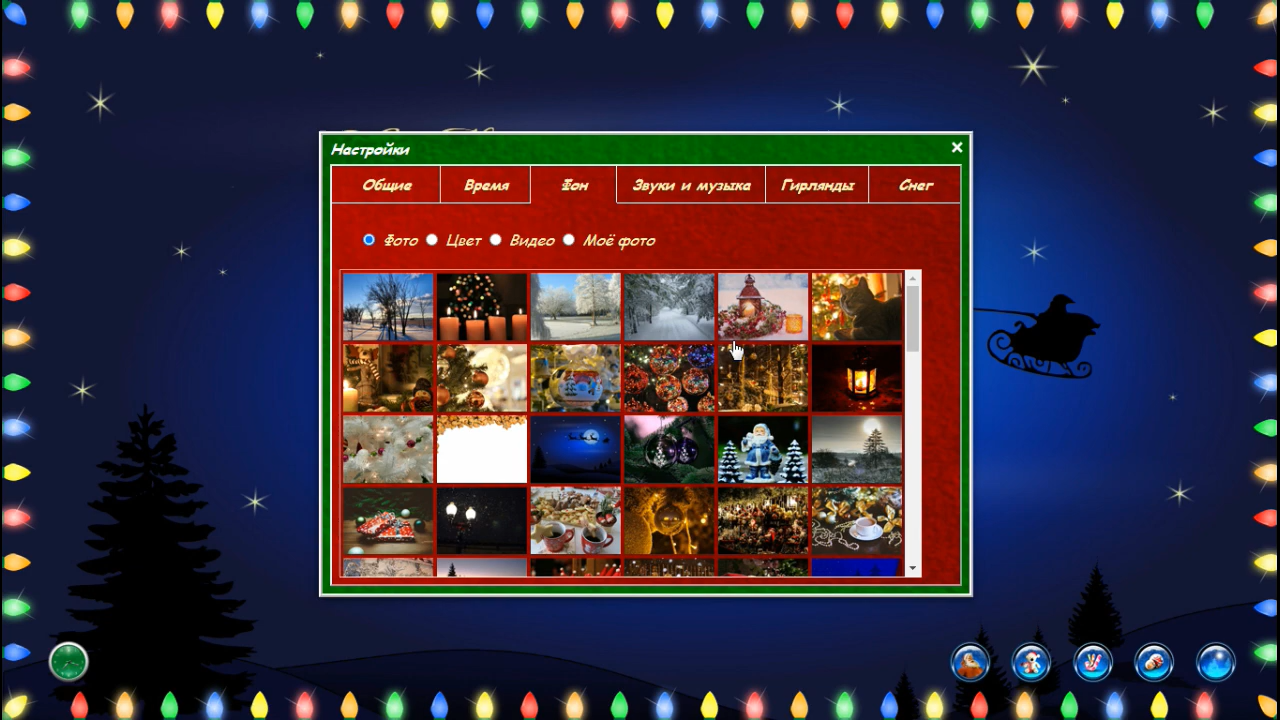 Настройки
Общие Время Фон Звуки и музыка Гирлянды Снег
Фото Цвет Видео Моё фото